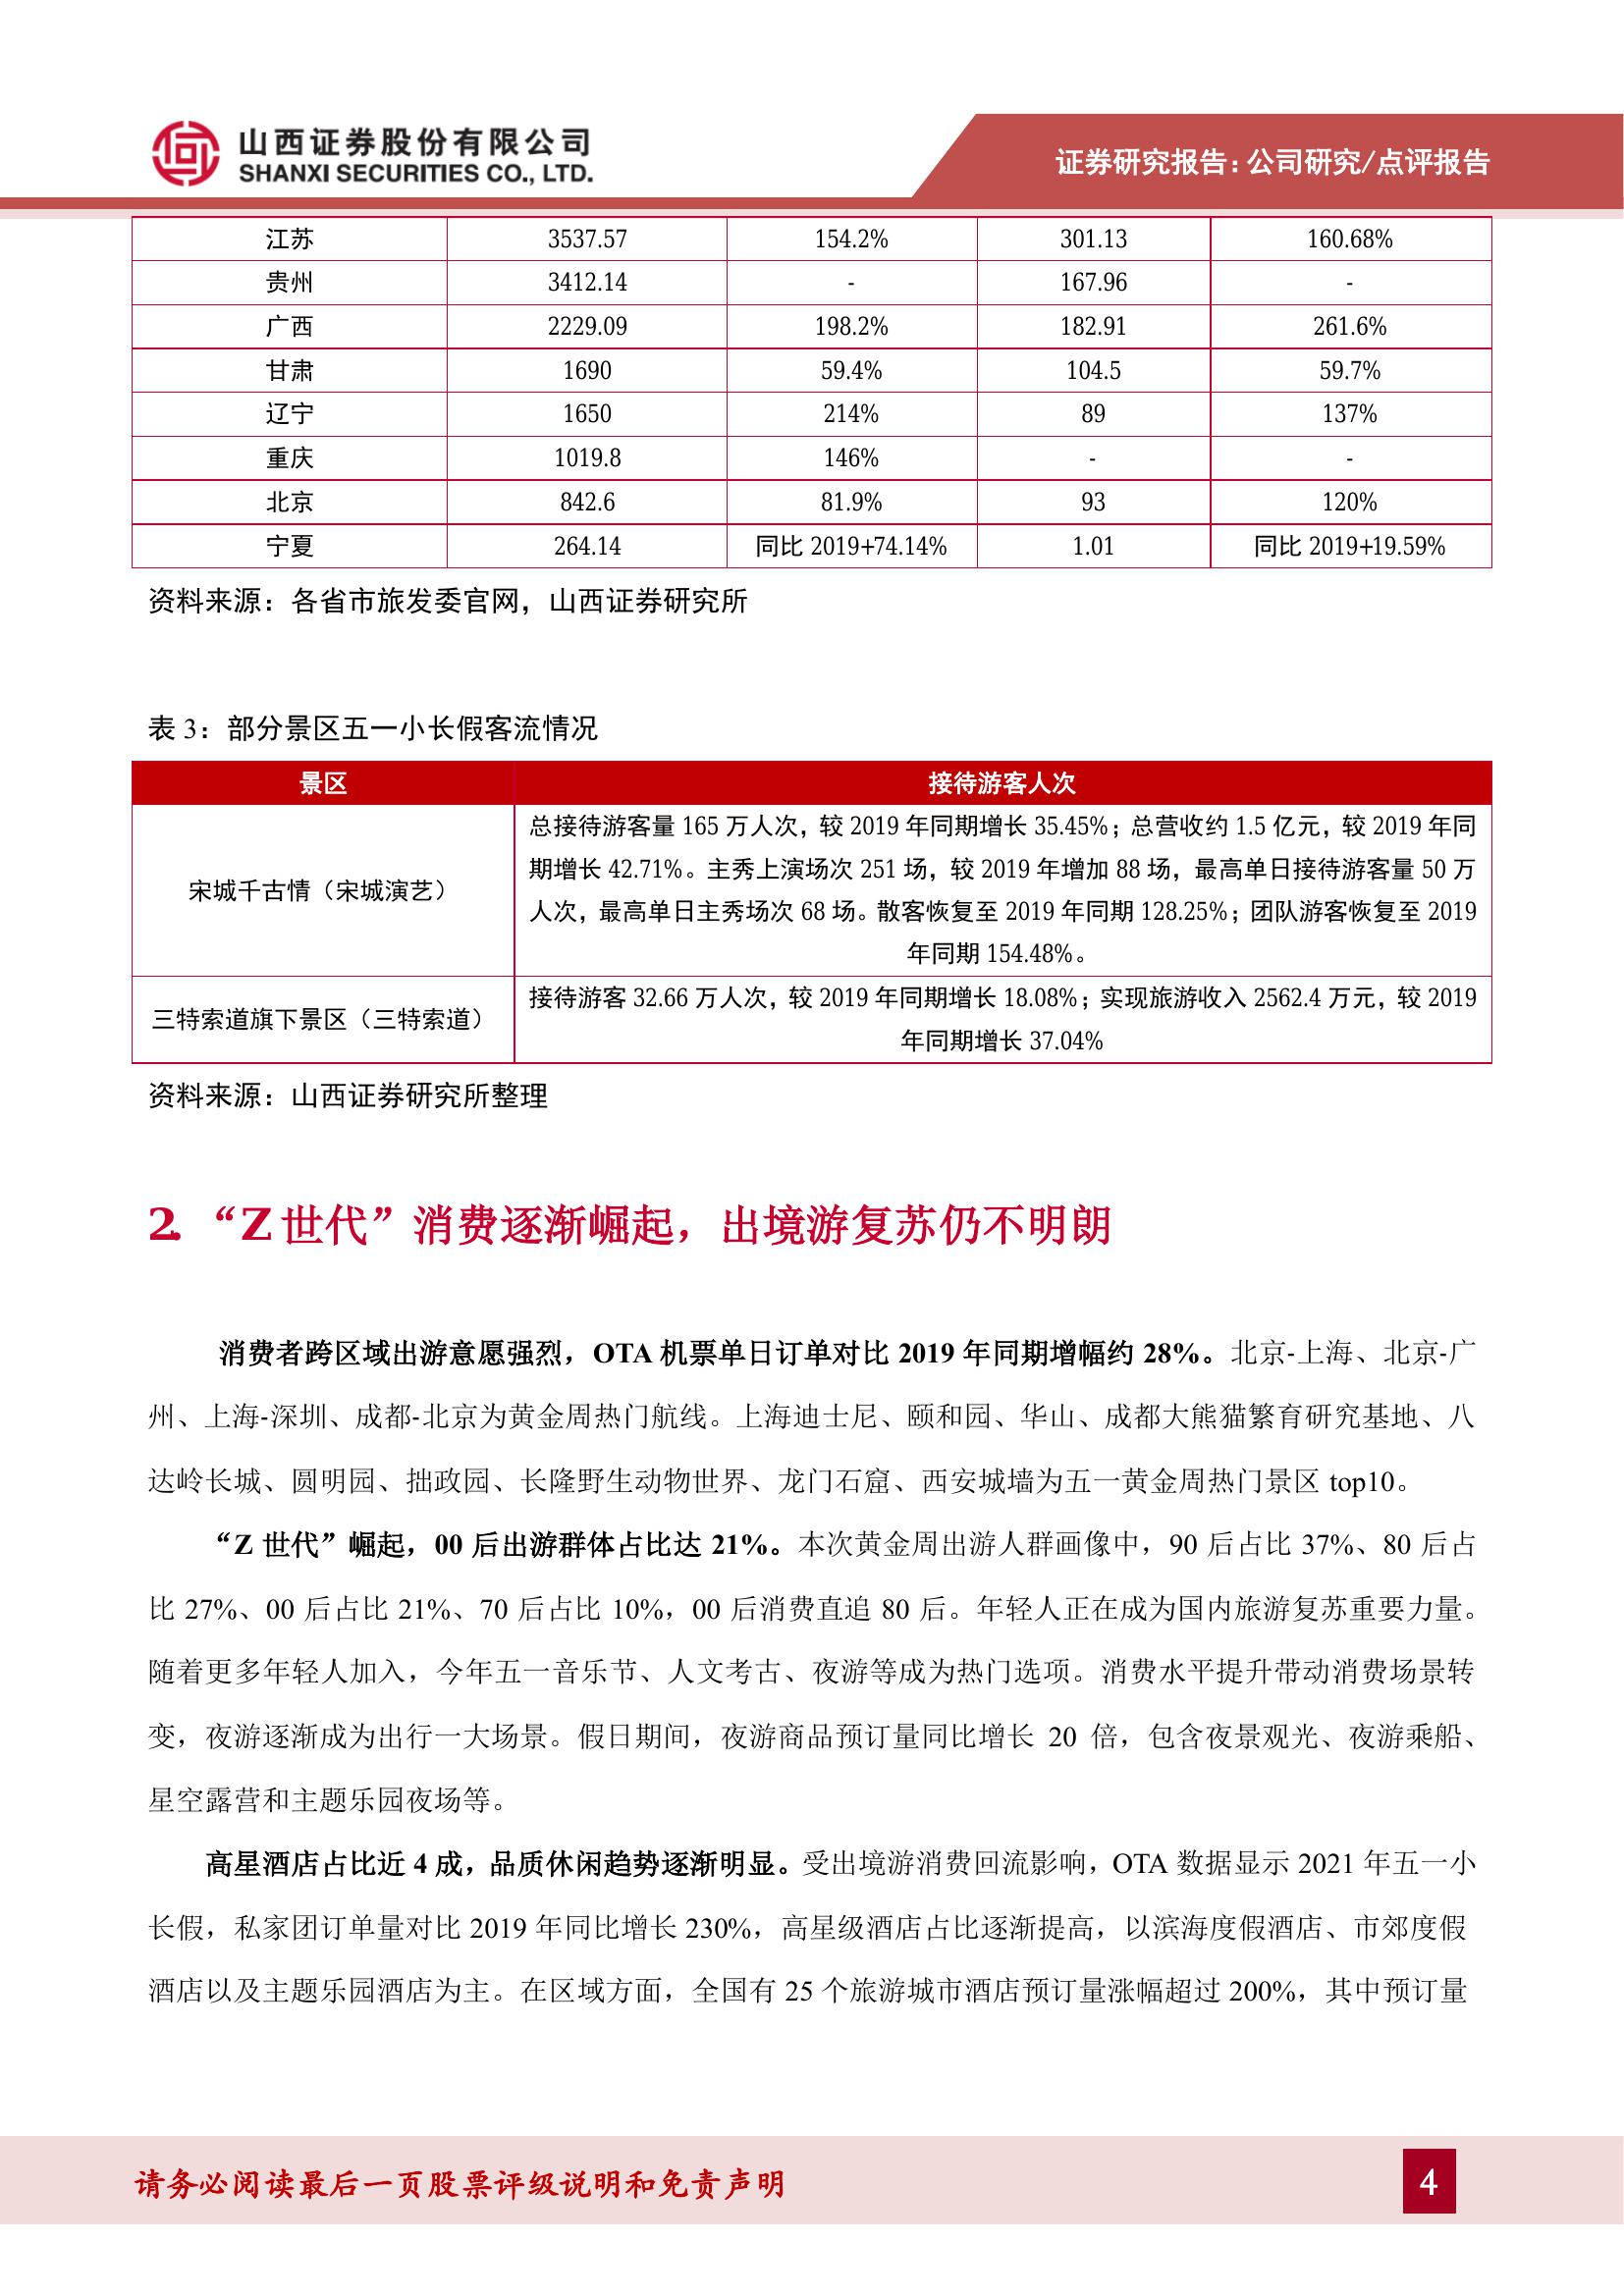 山西证券股份有限公司
SHANXI SECURITIES CO., LTD.
证券研究报告：公司研究/点评报告
江苏 3537.57 154.2% 301.13 160.68%
贵州 3412.14 - 167.96 -
广西 2229.09 198.2% 182.91 261.6%
甘肃 1690 59.4% 104.5 59.7%
辽宁 1650 214% 89 137%
重庆 1019.8 146% - -
北京 842.6 81.9% 93 120%
宁夏 264.14 同比 2019+74.14% 1.01 同比 2019+19.59%
资料来源：各省市旅发委官网，山西证券研究所
表 3：部分景区五一小长假客流情况
景区 接待游客人次
宋城千古情（宋城演艺）
总接待游客量 165 万人次，较 2019 年同期增长 35.45%；总营收约 1.5 亿元，较 2019 年同
期增长 42.71%。主秀上演场次 251 场，较 2019 年增加 88 场，最高单日接待游客量 50 万
人次，最高单日主秀场次 68 场。散客恢复至 2019 年同期 128.25%；团队游客恢复至 2019
年同期 154.48%。
三特索道旗下景区（三特索道）
接待游客 32.66 万人次，较 2019 年同期增长 18.08%；实现旅游收入 2562.4 万元，较 2019
年同期增长 37.04%
资料来源：山西证券研究所整理
2. “Z 世代”消费逐渐崛起，出境游复苏仍不明朗
消费者跨区域出游意愿强烈，OTA 机票单日订单对比 2019 年同期增幅约 28%。北京-上海、北京-广
州、上海-深圳、成都-北京为黄金周热门航线。上海迪士尼、颐和园、华山、成都大熊猫繁育研究基地、八
达岭长城、圆明园、拙政园、长隆野生动物世界、龙门石窟、西安城墙为五一黄金周热门景区 top10。
“Z 世代”崛起，00 后出游群体占比达 21%。本次黄金周出游人群画像中，90 后占比 37%、80 后占
比 27%、00 后占比 21%、70 后占比 10%，00 后消费直追 80 后。年轻人正在成为国内旅游复苏重要力量。
随着更多年轻人加入，今年五一音乐节、人文考古、夜游等成为热门选项。消费水平提升带动消费场景转
变，夜游逐渐成为出行一大场景。假日期间，夜游商品预订量同比增长 20 倍，包含夜景观光、夜游乘船、
星空露营和主题乐园夜场等。
高星酒店占比近 4 成，品质休闲趋势逐渐明显。受出境游消费回流影响，OTA 数据显示 2021 年五一小
长假，私家团订单量对比 2019 年同比增长 230%，高星级酒店占比逐渐提高，以滨海度假酒店、市郊度假
酒店以及主题乐园酒店为主。在区域方面，全国有 25 个旅游城市酒店预订量涨幅超过 200%，其中预订量
请务必阅读最后一页股票评级说明和免责声明
4